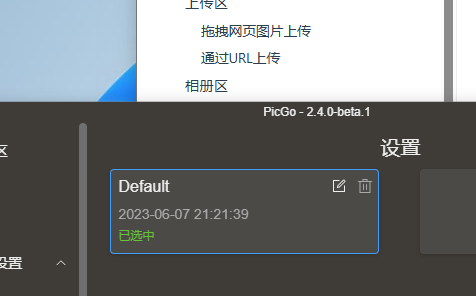 上传区
拖拽网页图片上传
通过URL上传
相册区
PicGo - 2.4.0-beta.1
区
设置
Default
2023-06-07 21:21:39
已选中
设置